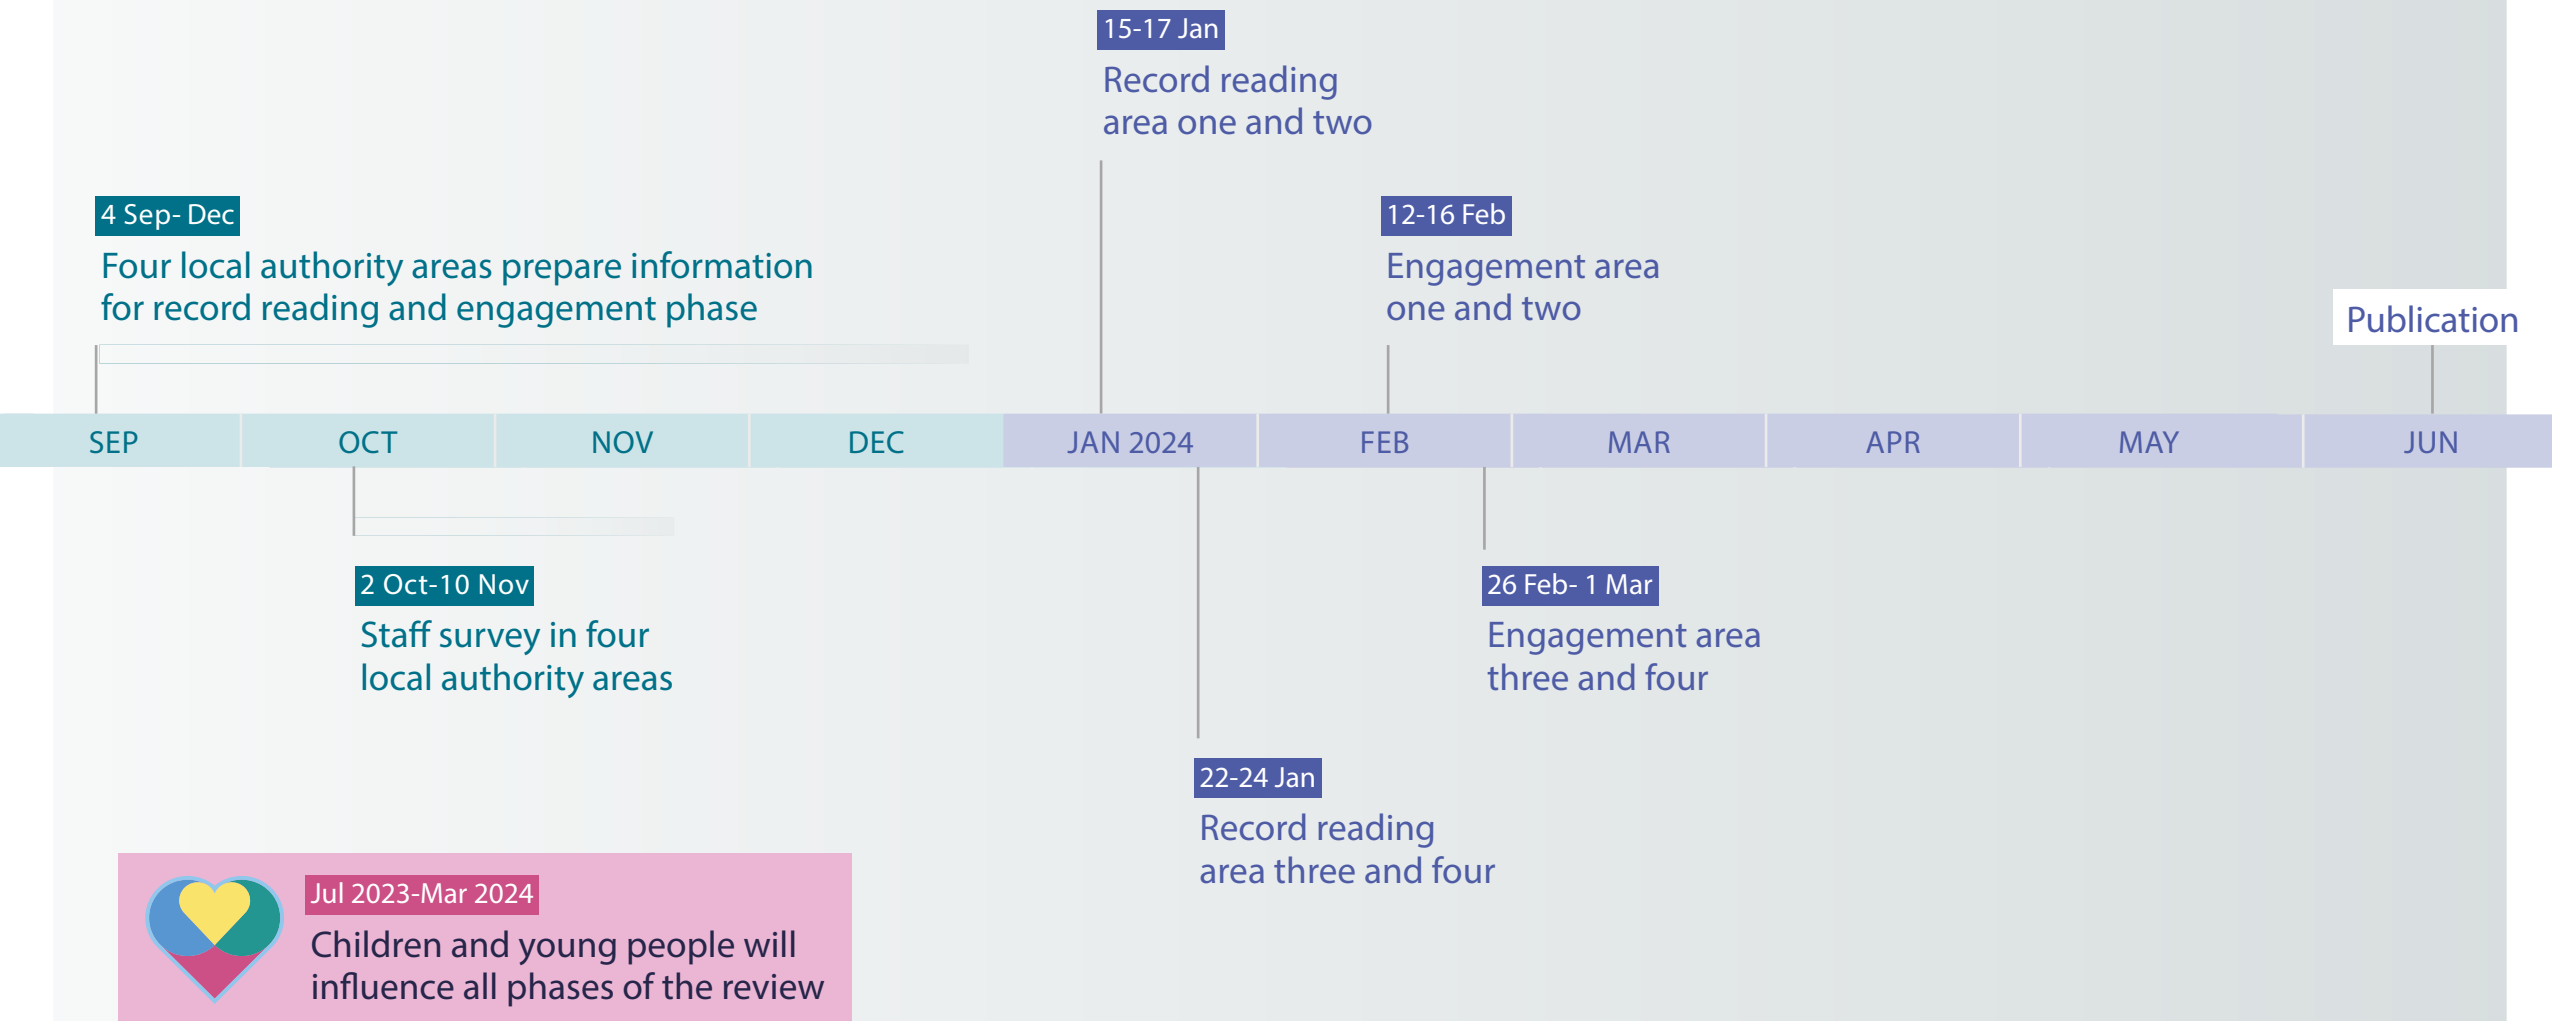 15-17 Jan
Record reading
area one and two
4 Sep- Dec
Four local authority areas prepare information
for record reading and engagement phase
12-16 Feb
Engagement area
one and two
Publication
SEP OCT NOV DEC JAN 2024 FEB MAR APR MAY JUN
2 Oct-10 Nov
Staff survey in four
local authority areas
26 Feb- 1 Mar
Engagement area
three and four
22-24 Jan
Record reading
area three and four
Jul 2023-Mar 2024
Children and young people will
influence all phases of the review